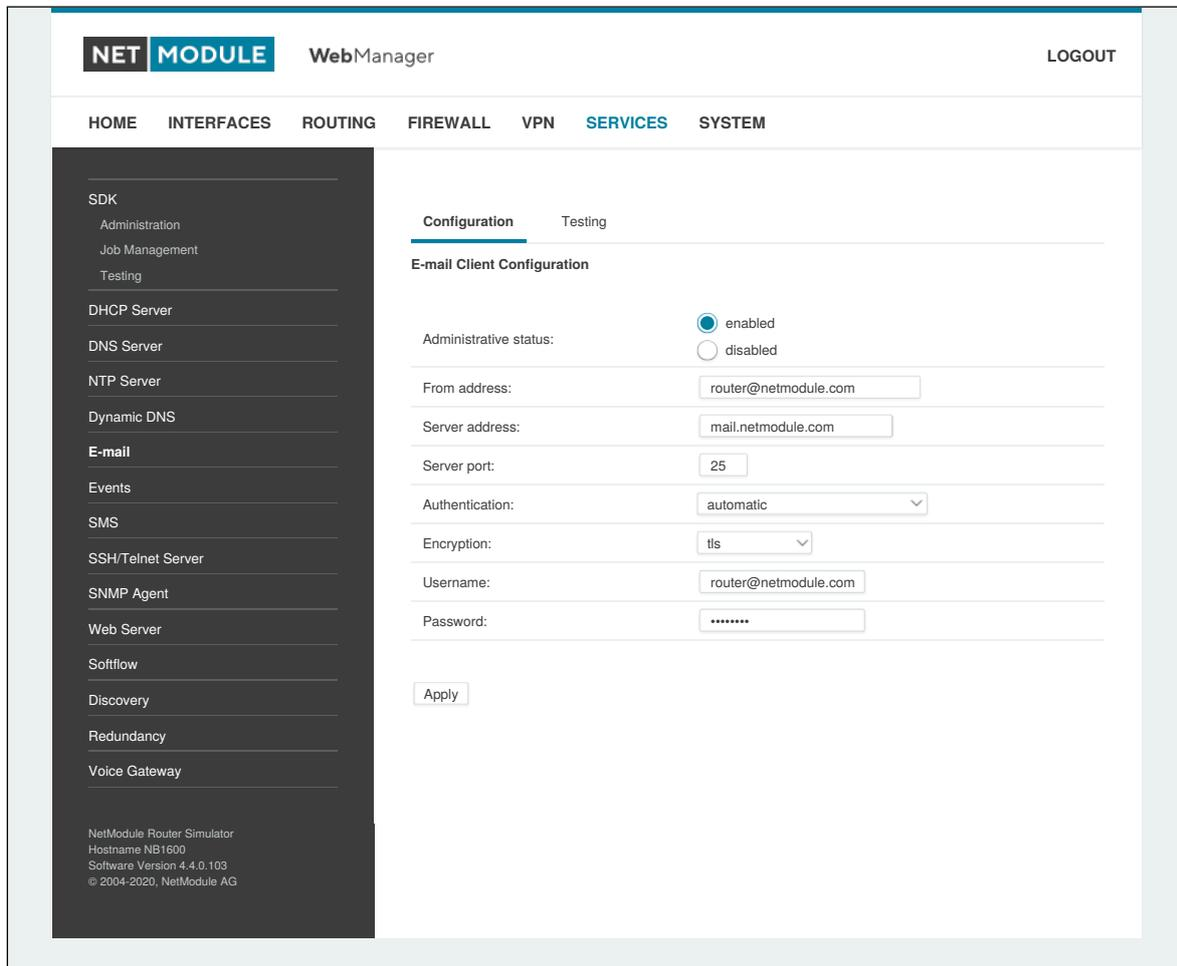 NET MODULE WebManager LOGOUT
HOME INTERFACES ROUTING FIREWALL VPN SERVICES SYSTEM
SDK
Administration
Job Management
Testing
DHCP Server
DNS Server
NTP Server
Dynamic DNS
E-mail
Events
SMS
SSH/Telnet Server
SNMP Agent
Web Server
Softflow
Discovery
Redundancy
Voice Gateway
NetModule Router Simulator
Hostname NB1600
Software Version 4.4.0.103
© 2004-2020, NetModule AG
Configuration Testing
E-mail Client Configuration
Administrative status:
enabled
disabled
From address: router@netmodule.com
Server address: mail.netmodule.com
Server port: 25
Authentication: automatic
Encryption: tls
Username: router@netmodule.com
Password: ••••••••
Apply